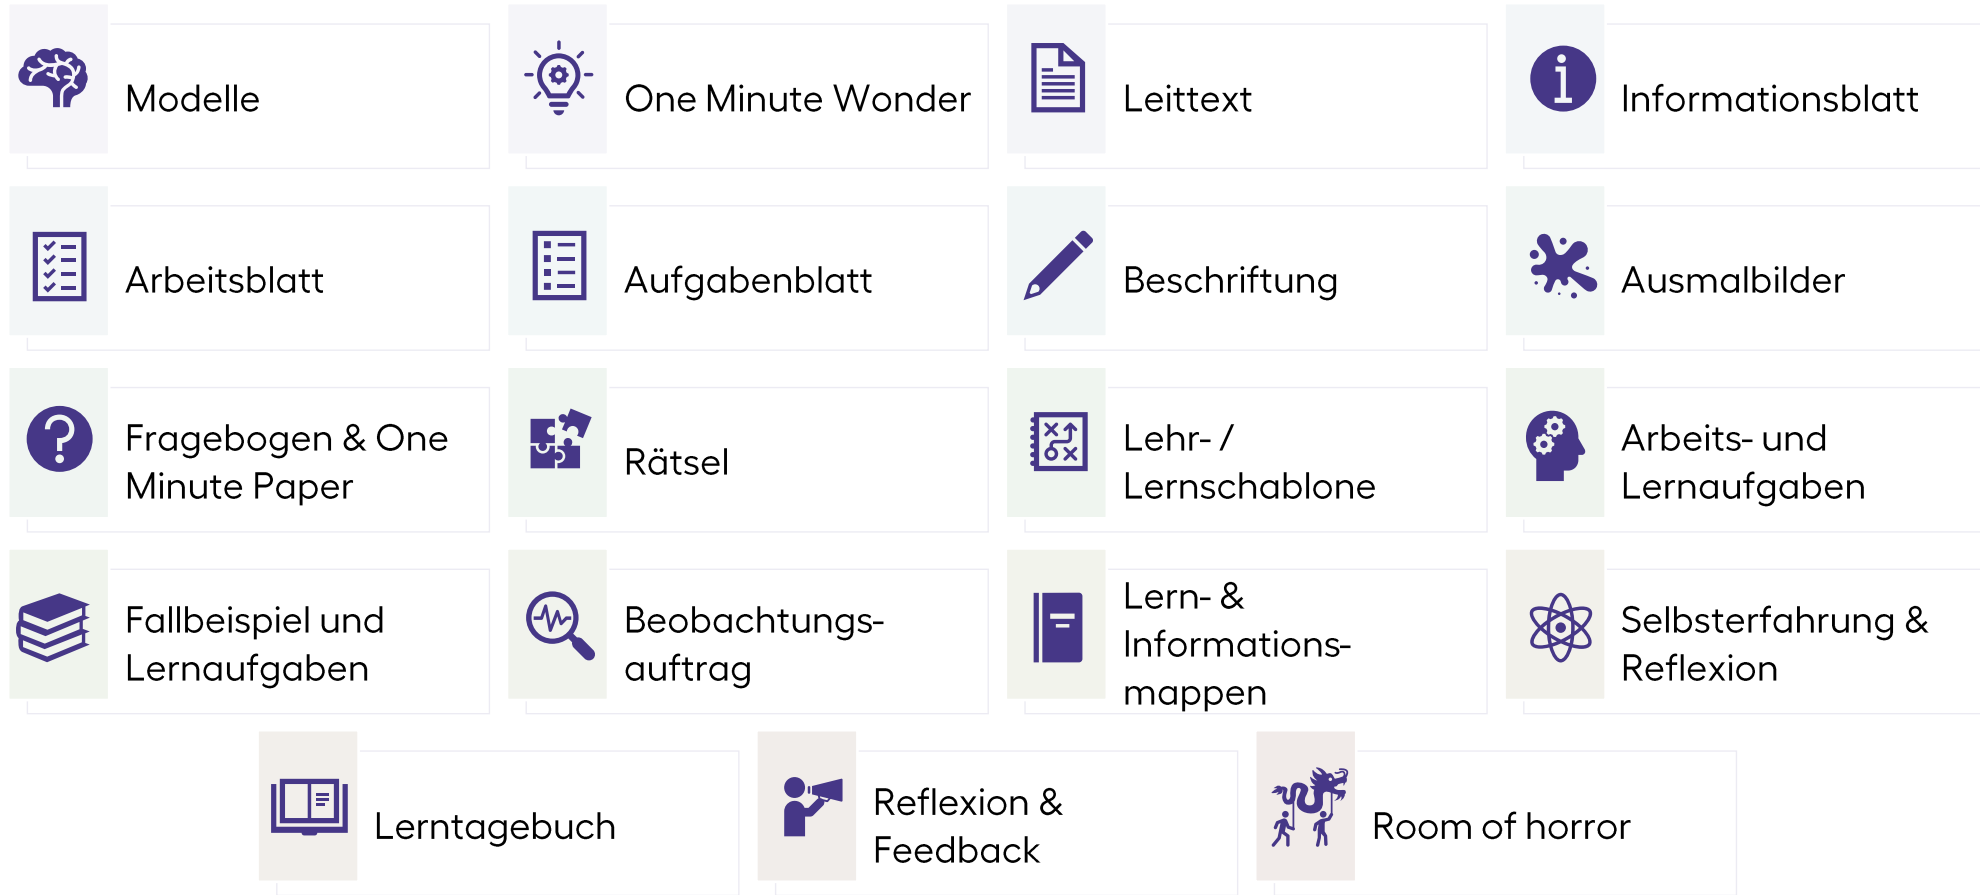 Modelle
One Minute Wonder
Leittext
Informationsblatt
Arbeitsblatt
Aufgabenblatt
Beschriftung
Ausmalbilder
Fragebogen & One
Minute Paper
Rätsel
Lehr- /
Lernschablone
Arbeits- und
Lernaufgaben
Fallbeispiel und
Lernaufgaben
Beobachtungs-
auftrag
Lern- &
Informations-
mappen
Selbsterfahrung &
Reflexion
Lerntagebuch
Reflexion &
Feedback
Room of horror